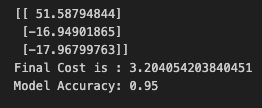 [[ 51.58794844]
[-16.94901865]
[-17.96799763]]
Final Cost is : 3.204054203840451
Model Accuracy: 0.95